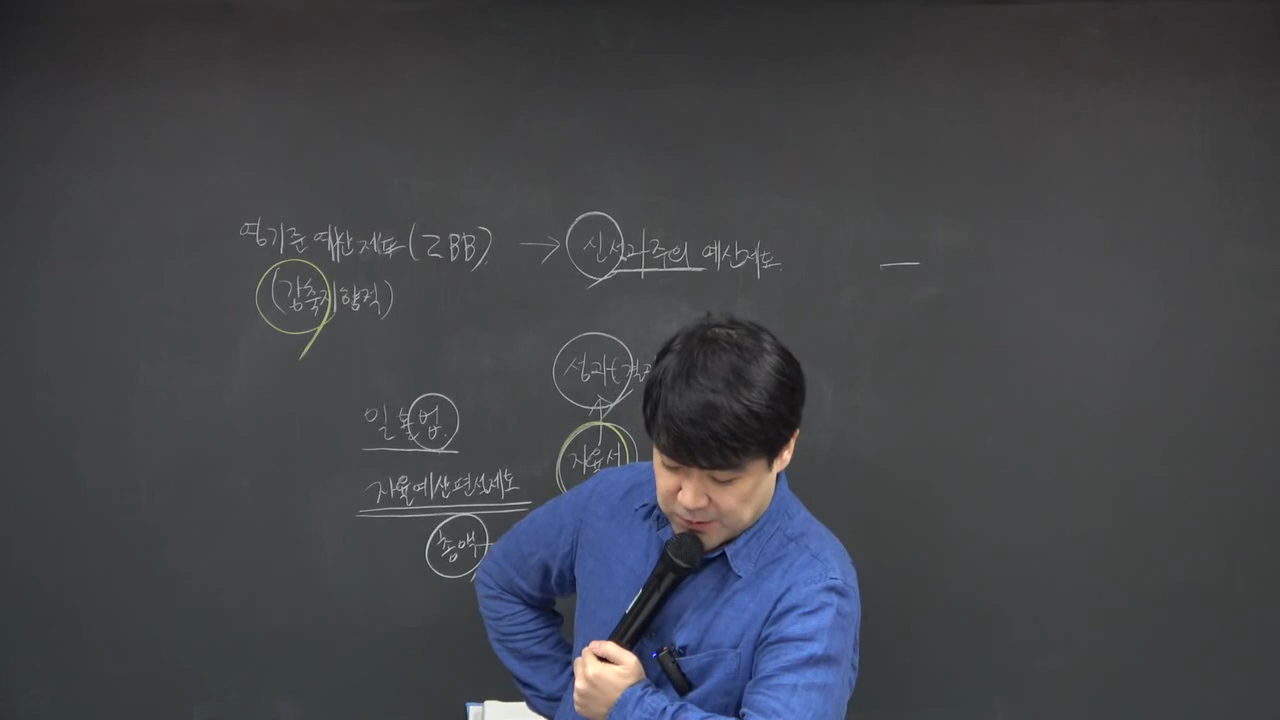 영기준 예산제도(ZBB) → 신성과주의 예산제도
(감축지향적)
성과(결과
일몰법.
자율서
자율예산편성제도
총액